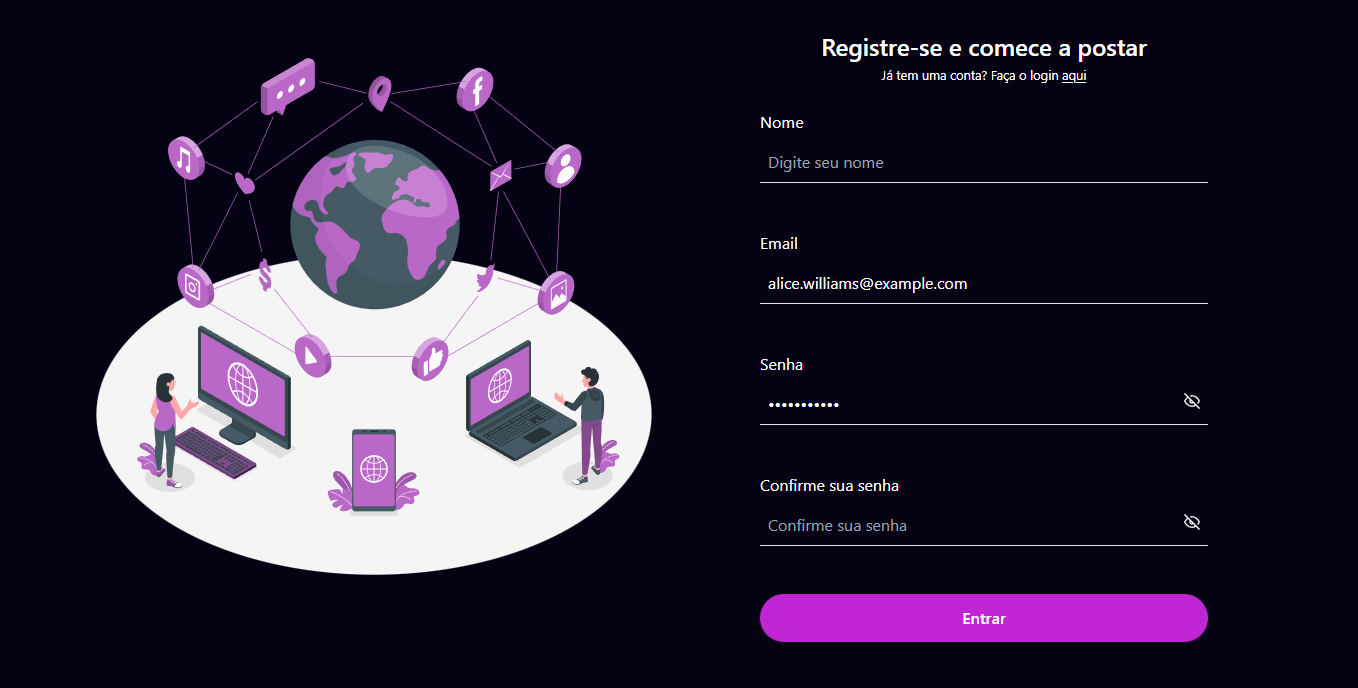 Registre-se e comece a postar
Já tem uma conta? Faça o login aqui
Nome
Digite seu nome
Email
alice.williams@example.com
Senha
•••••••••••
Confirme sua senha
Confirme sua senha
Entrar